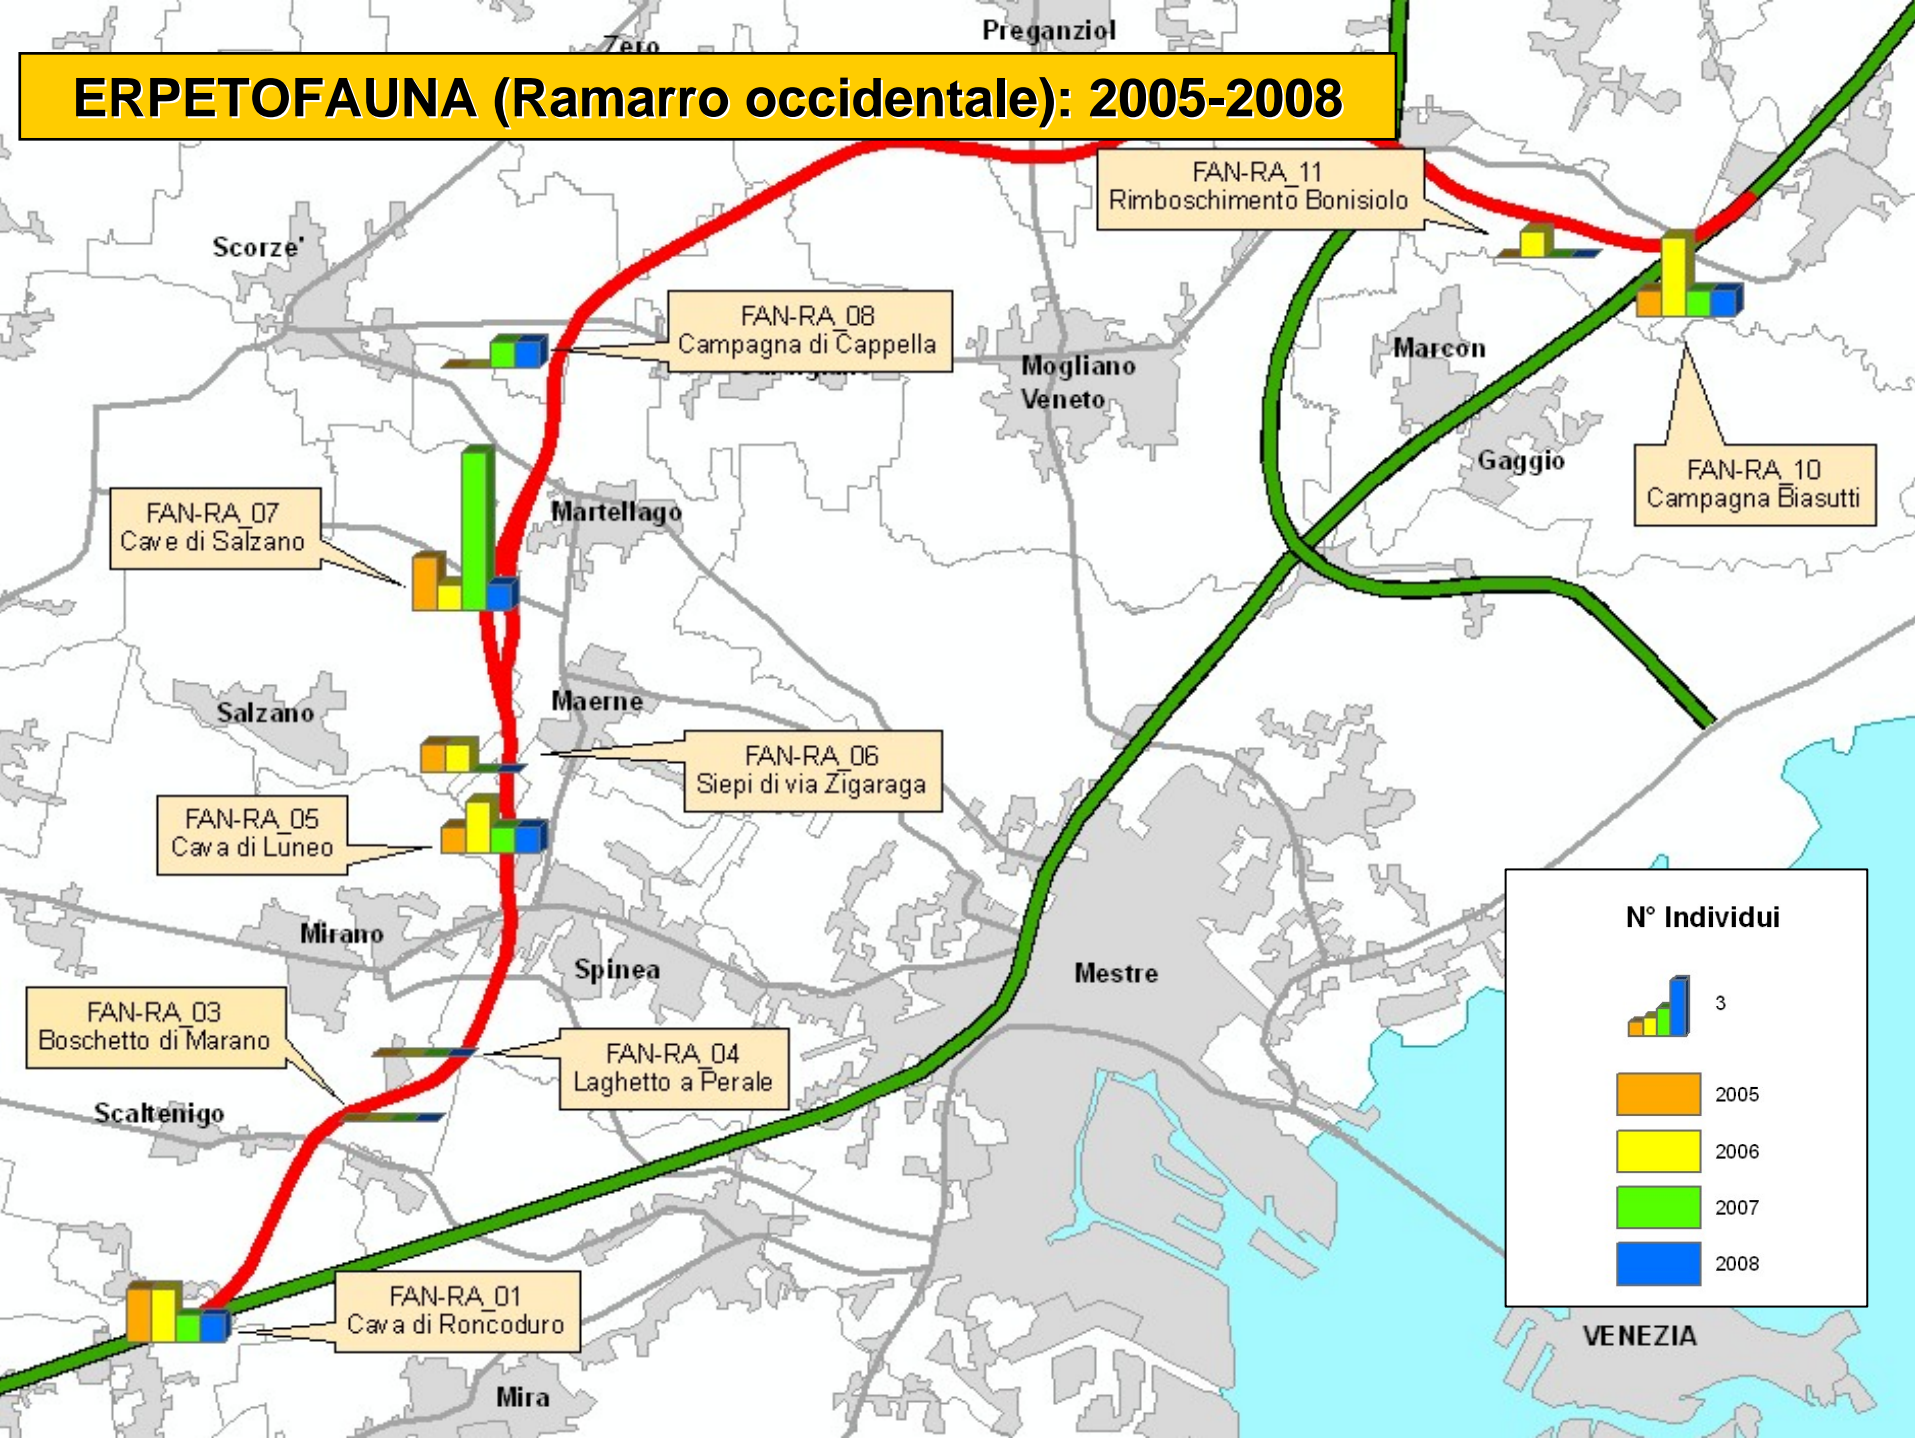 Preganziol
Zero
ERPETOFAUNA (Ramarro occidentale): 2005-2008
FAN-RA_11
Rimboschimento Bonisiolo
Scorze'
FAN-RA_08
Campagna di Cappella
Mogliano
Veneto
Marcon
Gaggio
FAN-RA_10
Campagna Biasutti
FAN-RA_07
Cave di Salzano
Martellago
Salzano
Maerne
FAN-RA_06
Siepi di via Zigaraga
FAN-RA_05
Cava di Luneo
Mirano
Spinea
Mestre
N° Individui
3
2005
2006
2007
2008
FAN-RA_03
Boschetto di Marano
FAN-RA_04
Laghetto a Perale
Scaltenigo
FAN-RA_01
Cava di Roncoduro
Mira
VENEZIA